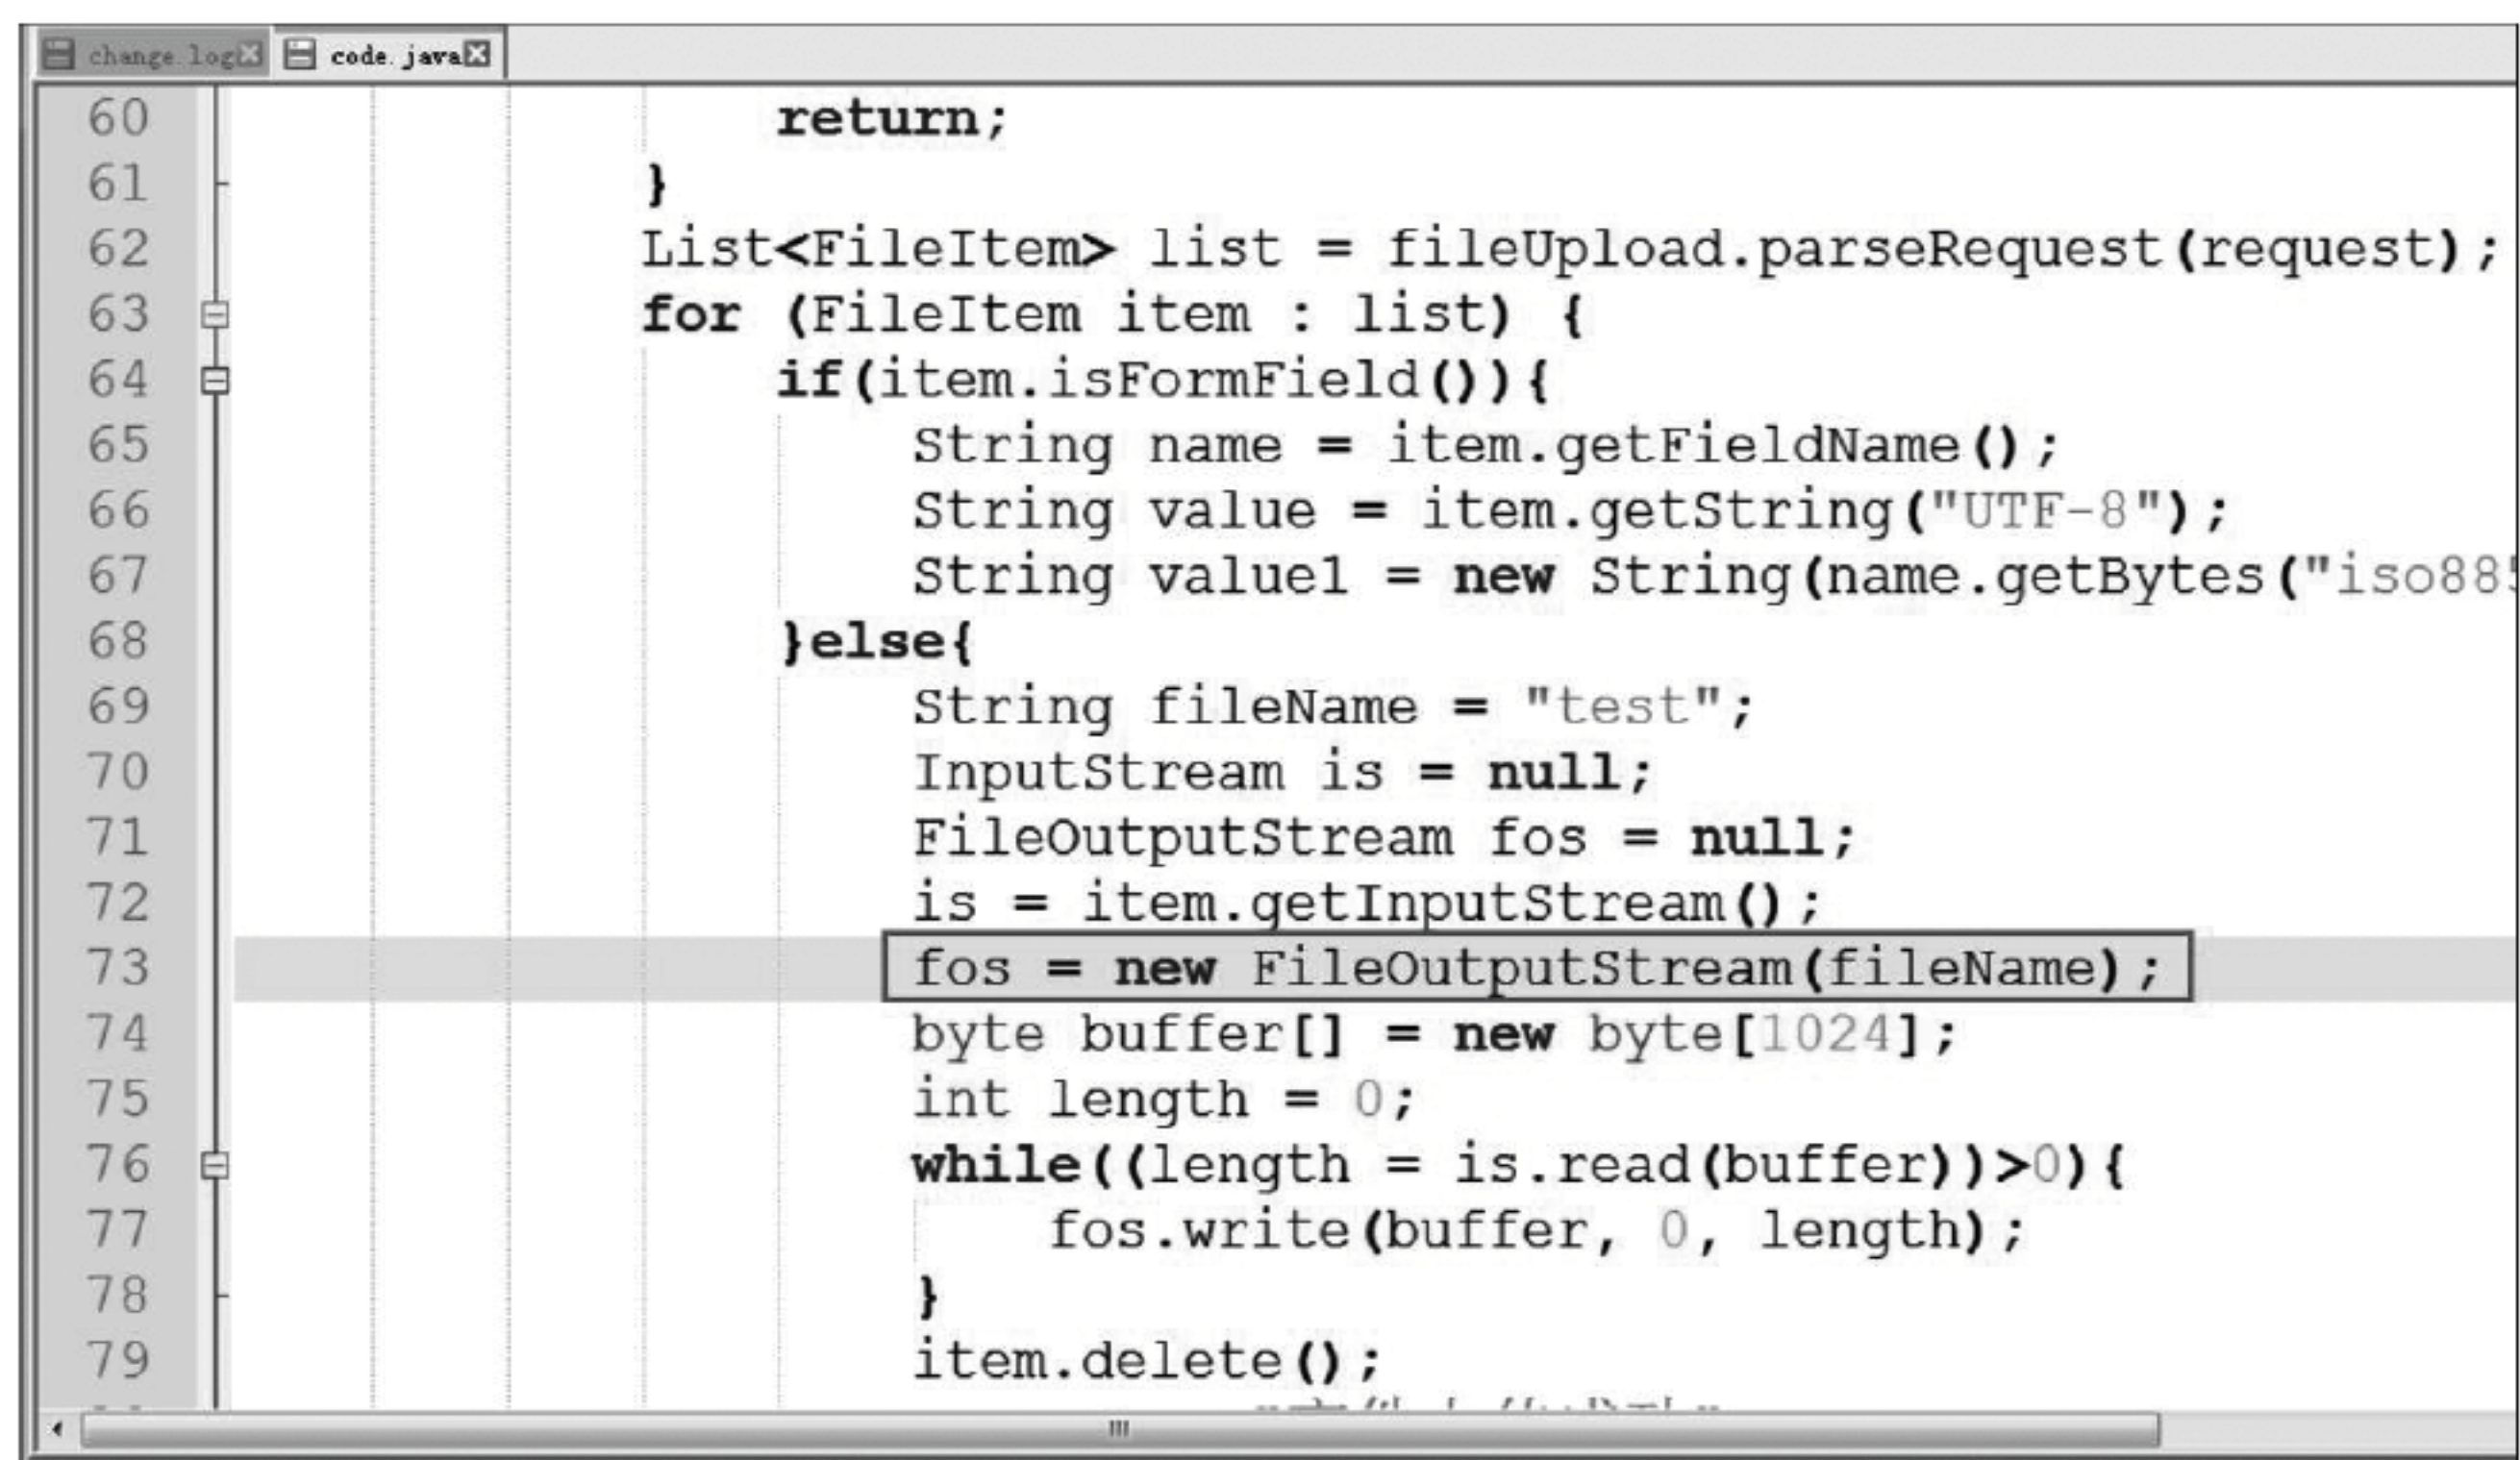 change.log code.java
60 return;
61 }
62 List<FileItem> list = fileUpload.parseRequest(request);
63 for (FileItem item : list) {
64 if(item.isFormField()){
65 String name = item.getFieldName();
66 String value = item.getString("UTF-8");
67 String value1 = new String(name.getBytes("iso885
68 }else{
69 String fileName = "test";
70 InputStream is = null;
71 FileOutputStream fos = null;
72 is = item.getInputStream();
73 fos = new FileOutputStream(fileName);
74 byte buffer[] = new byte[1024];
75 int length = 0;
76 while((length = is.read(buffer))>0){
77 fos.write(buffer, 0, length);
78 }
79 item.delete();